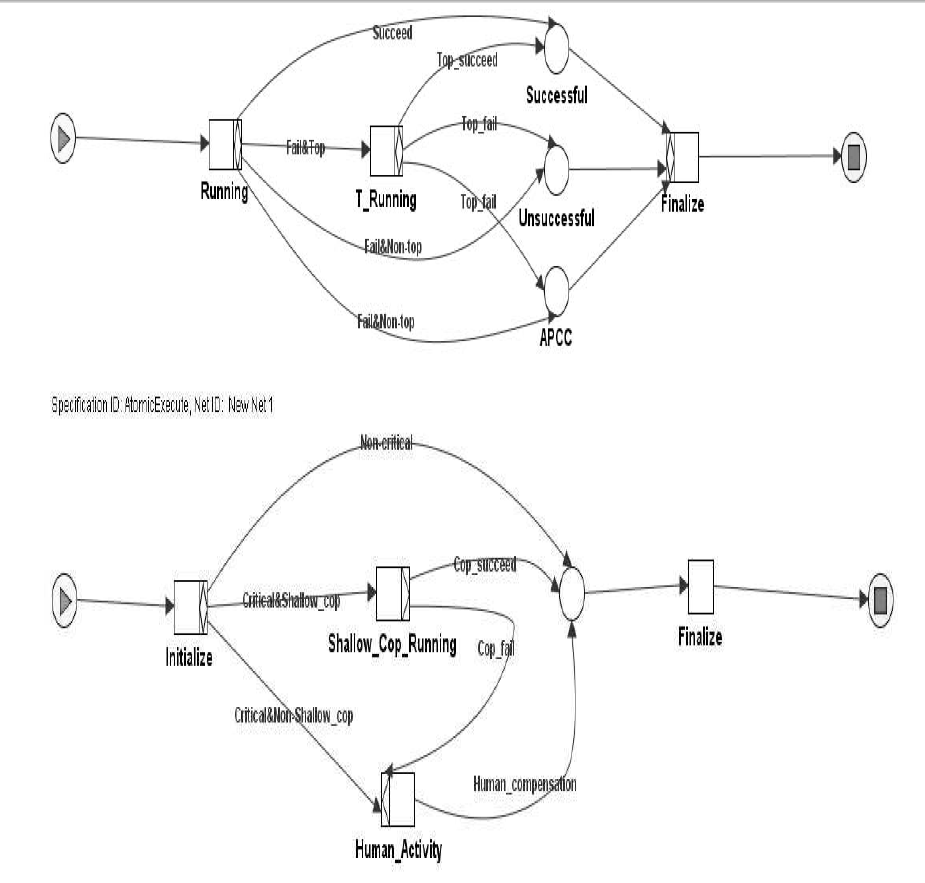 Succeed
Top_succeed
Successful
Top_fail
Fail&Top
Running
T_Running
Top_fail
Unsuccessful
Finalize
Fail&Non-top
Fail&Non-top
APCC
Specification ID: AtomicExecute, Net ID: New Net 1
Non-critical
Cop_succeed
Critical&Shallow_cop
Shallow_Cop_Running
Finalize
Cop_fail
Initialize
Critical&Non-Shallow_cop
Human_compensation
Human_Activity